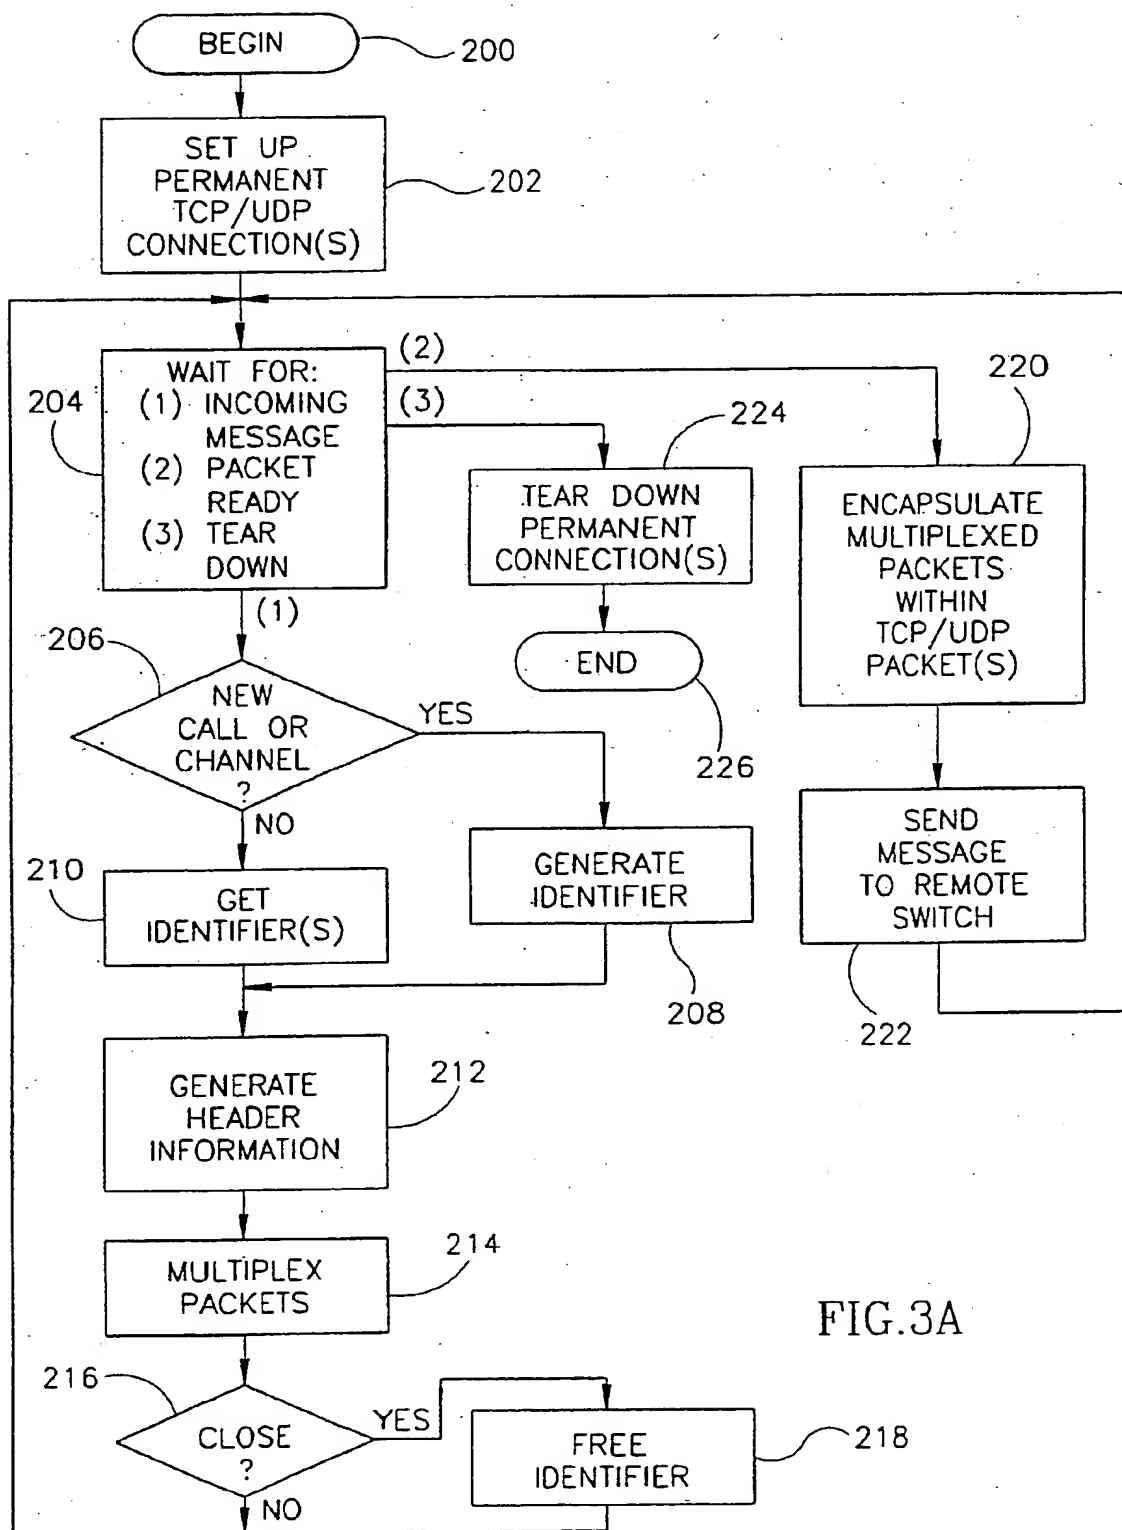 BEGIN
200
SET UP
PERMANENT
TCP/UDP
CONNECTION(S)
202
WAIT FOR:
(1) INCOMING
MESSAGE
(2) PACKET
READY
(3) TEAR
DOWN
204
(2)
(3)
(1)
224
TEAR DOWN
PERMANENT
CONNECTION(S)
END
226
220
ENCAPSULATE
MULTIPLEXED
PACKETS
WITHIN
TCP/UDP
PACKET(S)
SEND
MESSAGE
TO REMOTE
SWITCH
222
206
NEW
CALL OR
CHANNEL
?
YES
NO
GENERATE
IDENTIFIER
208
210
GET
IDENTIFIER(S)
GENERATE
HEADER
INFORMATION
212
MULTIPLEX
PACKETS
214
216
CLOSE
?
YES
NO
FREE
IDENTIFIER
218
FIG.3A